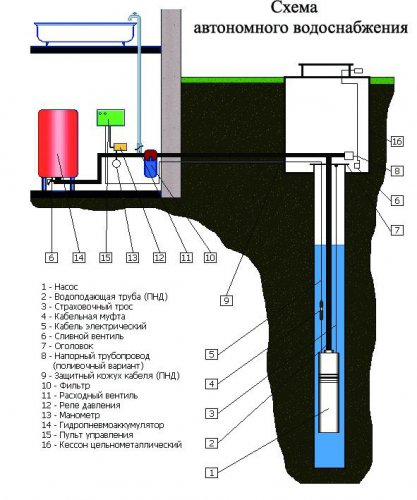 Схема
автономного водоснабжения
16
8
6
7
6
14
15
13
12
11
10
9
5
4
3
2
1
1 - Насос
2 - Водоподающая труба (ПНД)
3 - Страховочный трос
4 - Кабельная муфта
5 - Кабель электрический
6 - Сливной вентиль
7 - Оголовок
8 - Напорный трубопровод
(поливочный вариант)
9 - Защитный кожух кабеля (ПНД)
10 - Фильтр
11 - Расходный вентиль
12 - Реле давления
13 - Манометр
14 - Гидропневмоаккумулятор
15 - Пульт управления
16 - Кессон цельнометаллический